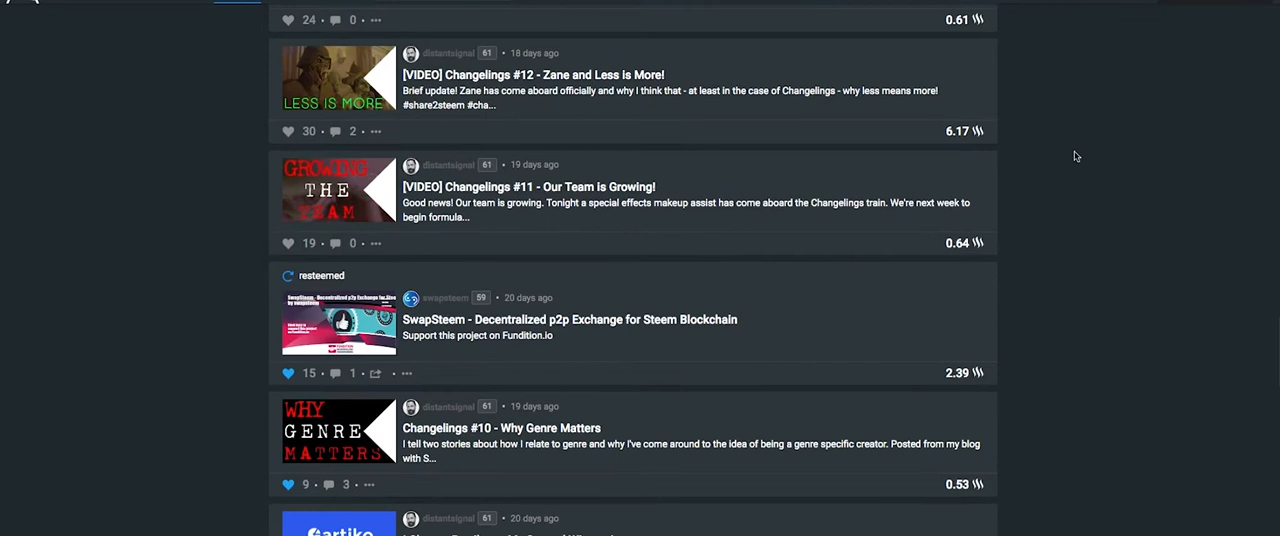 24 • 0 • •••
0.61
distantsignal 61 • 18 days ago
[VIDEO] Changelings #12 - Zane and Less is More!
Brief update! Zane has come aboard officially and why I think that - at least in the case of Changelings - why less means more!
#share2steem #cha...
LESS IS MORE
30 • 2 • •••
6.17
distantsignal 61 • 19 days ago
[VIDEO] Changelings #11 - Our Team is Growing!
Good news! Our team is growing. Tonight a special effects makeup assist has come aboard the Changelings train. We're next week to
begin formula...
GROWING
THE
TEAM
19 • 0 • •••
0.64
resteemed
swapsteem 59 • 20 days ago
SwapSteem - Decentralized p2p Exchange for Steem Blockchain
Support this project on Fundition.io
SwapSteem - Decentralized p2p Exchange for Steem
by swapsteem
15 • 1 • •••
2.39
distantsignal 61 • 19 days ago
Changelings #10 - Why Genre Matters
I tell two stories about how I relate to genre and why I've come around to the idea of being a genre specific creator. Posted from my blog
with S...
WHY
GENRE
MATTERS
9 • 3 • •••
0.53
distantsignal 61 • 20 days ago
artiko